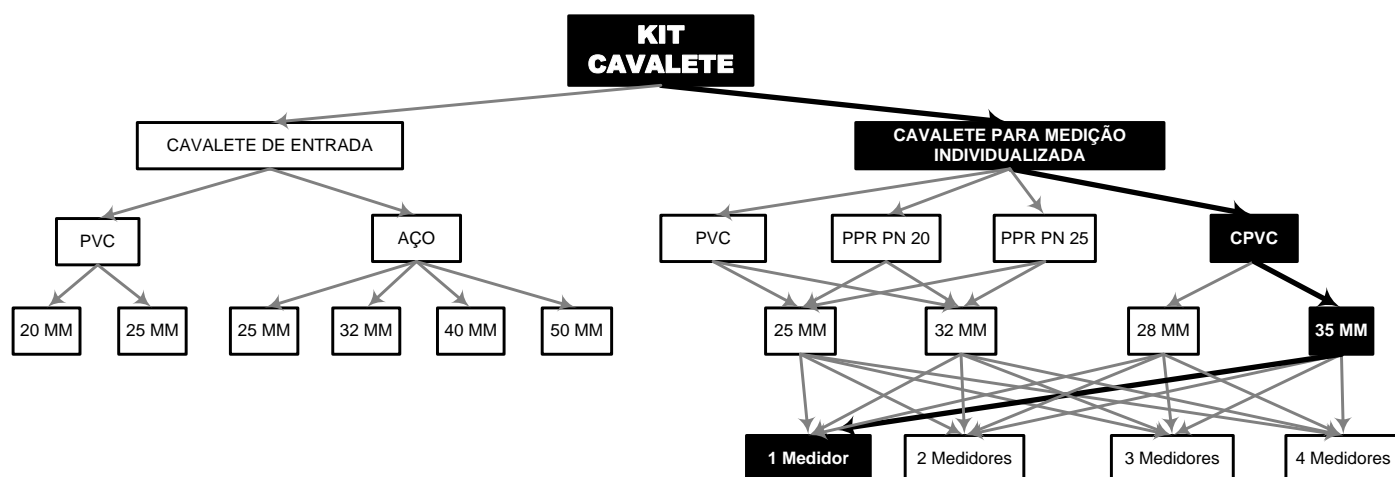 KIT
CAVALETE
CAVALETE DE ENTRADA
CAVALETE PARA MEDIÇÃO
INDIVIDUALIZADA
PVC
AÇO
PVC
PPR PN 20
PPR PN 25
CPVC
20 MM
25 MM
25 MM
32 MM
40 MM
50 MM
25 MM
32 MM
28 MM
35 MM
1 Medidor
2 Medidores
3 Medidores
4 Medidores